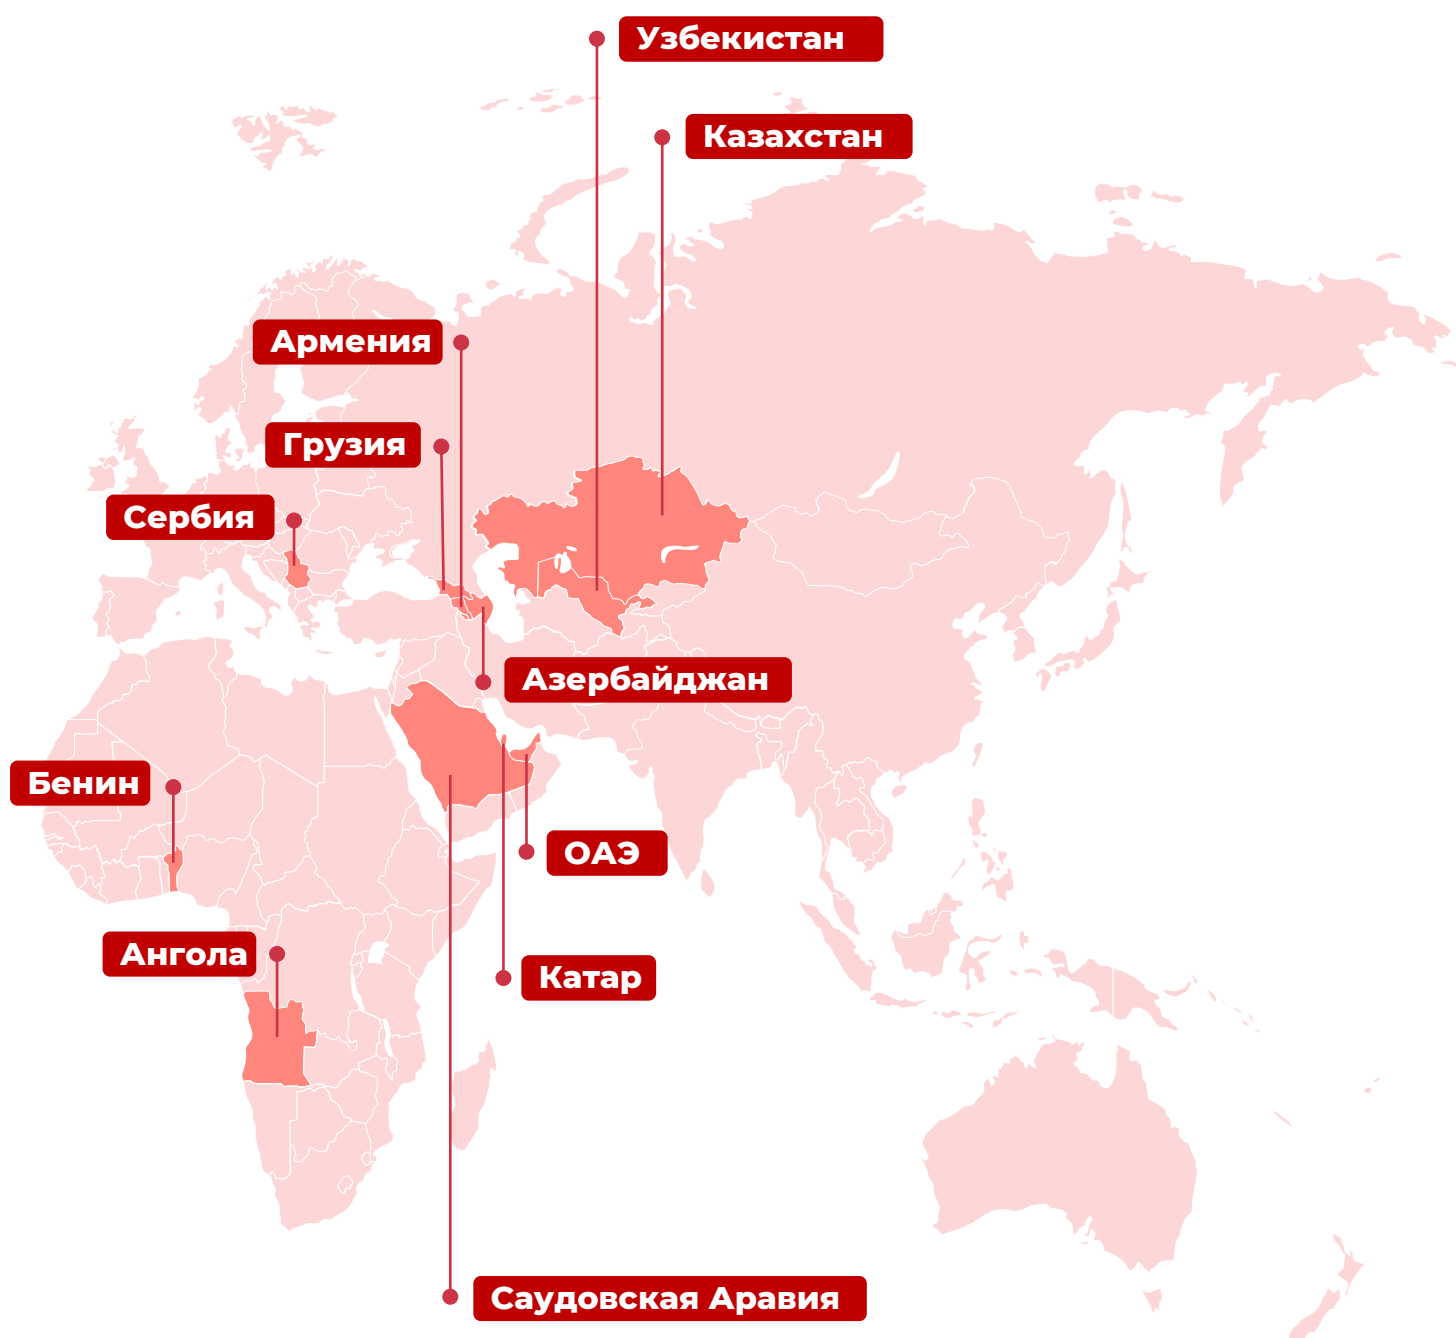 Узбекистан
Казахстан
Армения
Грузия
Сербия
Азербайджан
Бенин
ОАЭ
Ангола
Катар
Саудовская Аравия